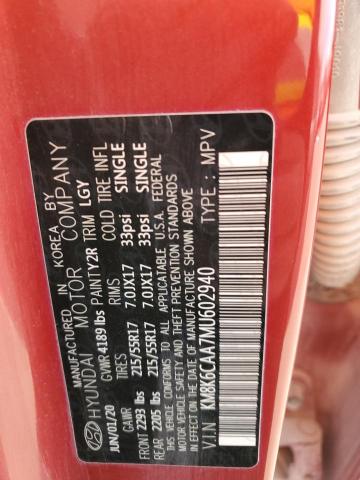 MANUFACTURED IN KOREA BY
HYUNDAI MOTOR COMPANY
JUN/01/20 GVWR 4189 lbs PAINT Y2R TRIM LGY
GAWR TIRES RIMS COLD TIRE INFL
FRONT 2293 lbs 215/55R17 7.0JX17 33psi SINGLE
REAR 2205 lbs 215/55R17 7.0JX17 33psi SINGLE
THIS VEHICLE CONFORMS TO ALL APPLICABLE U.S.A. FEDERAL
MOTOR VEHICLE SAFETY AND THEFT PREVENTION STANDARDS
IN EFFECT ON THE DATE OF MANUFACTURE SHOWN ABOVE.
V.I.N : KM8K6CAA7MU602940 TYPE : MPV